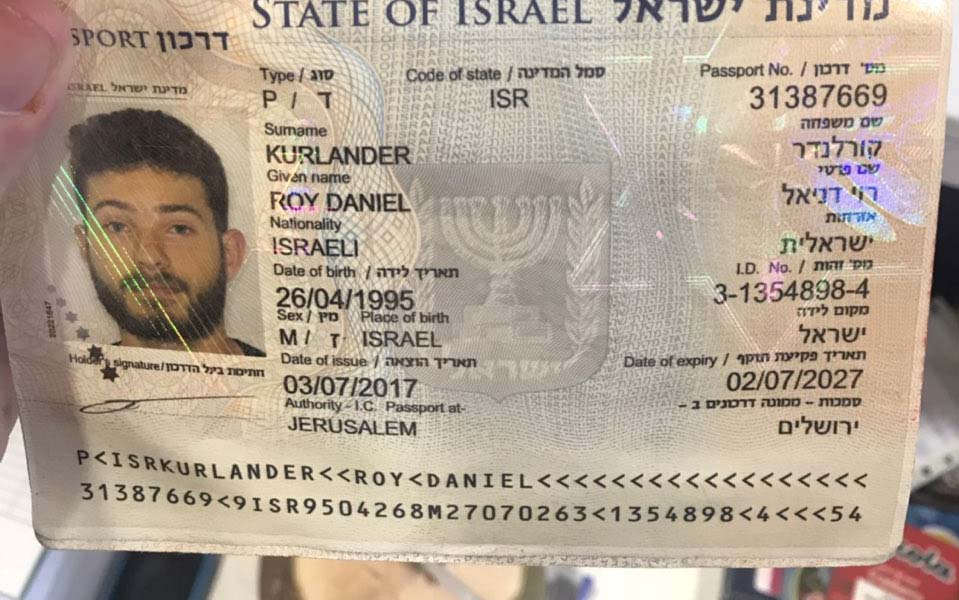 STATE OF ISRAEL מדינת ישראל
PASSPORT דרכון
Type / סוג Code of state / סמל המדינה Passport No. / מס' דרכון
P / ד ISR 31387669
ISRAEL מדינת ישראל
Surname שם משפחה
KURLANDER קורלנדר
Given name שם פרטי
ROY DANIEL רוי דניאל
Nationality אזרחות
ISRAELI ישראלית
Date of birth / תאריך לידה I.D. No. / מס' זהות
26/04/1995 3-1354898-4
Sex / מין Place of birth מקום לידה
M / ז ISRAEL ישראל
Date of issue / תאריך הוצאה Date of expiry / תאריך פקיעת תוקף
03/07/2017 02/07/2027
Holder's signature/חתימת בעל הדרכון
Authority - I.C. Passport at- סמכות – ממונה דרכונים ב –
JERUSALEM ירושלים
P<ISRKURLANDER<<ROY<DANIEL<<<<<<<<<<<<<<<<<<
31387669<9ISR9504268M27070263<1354898<4<<<54